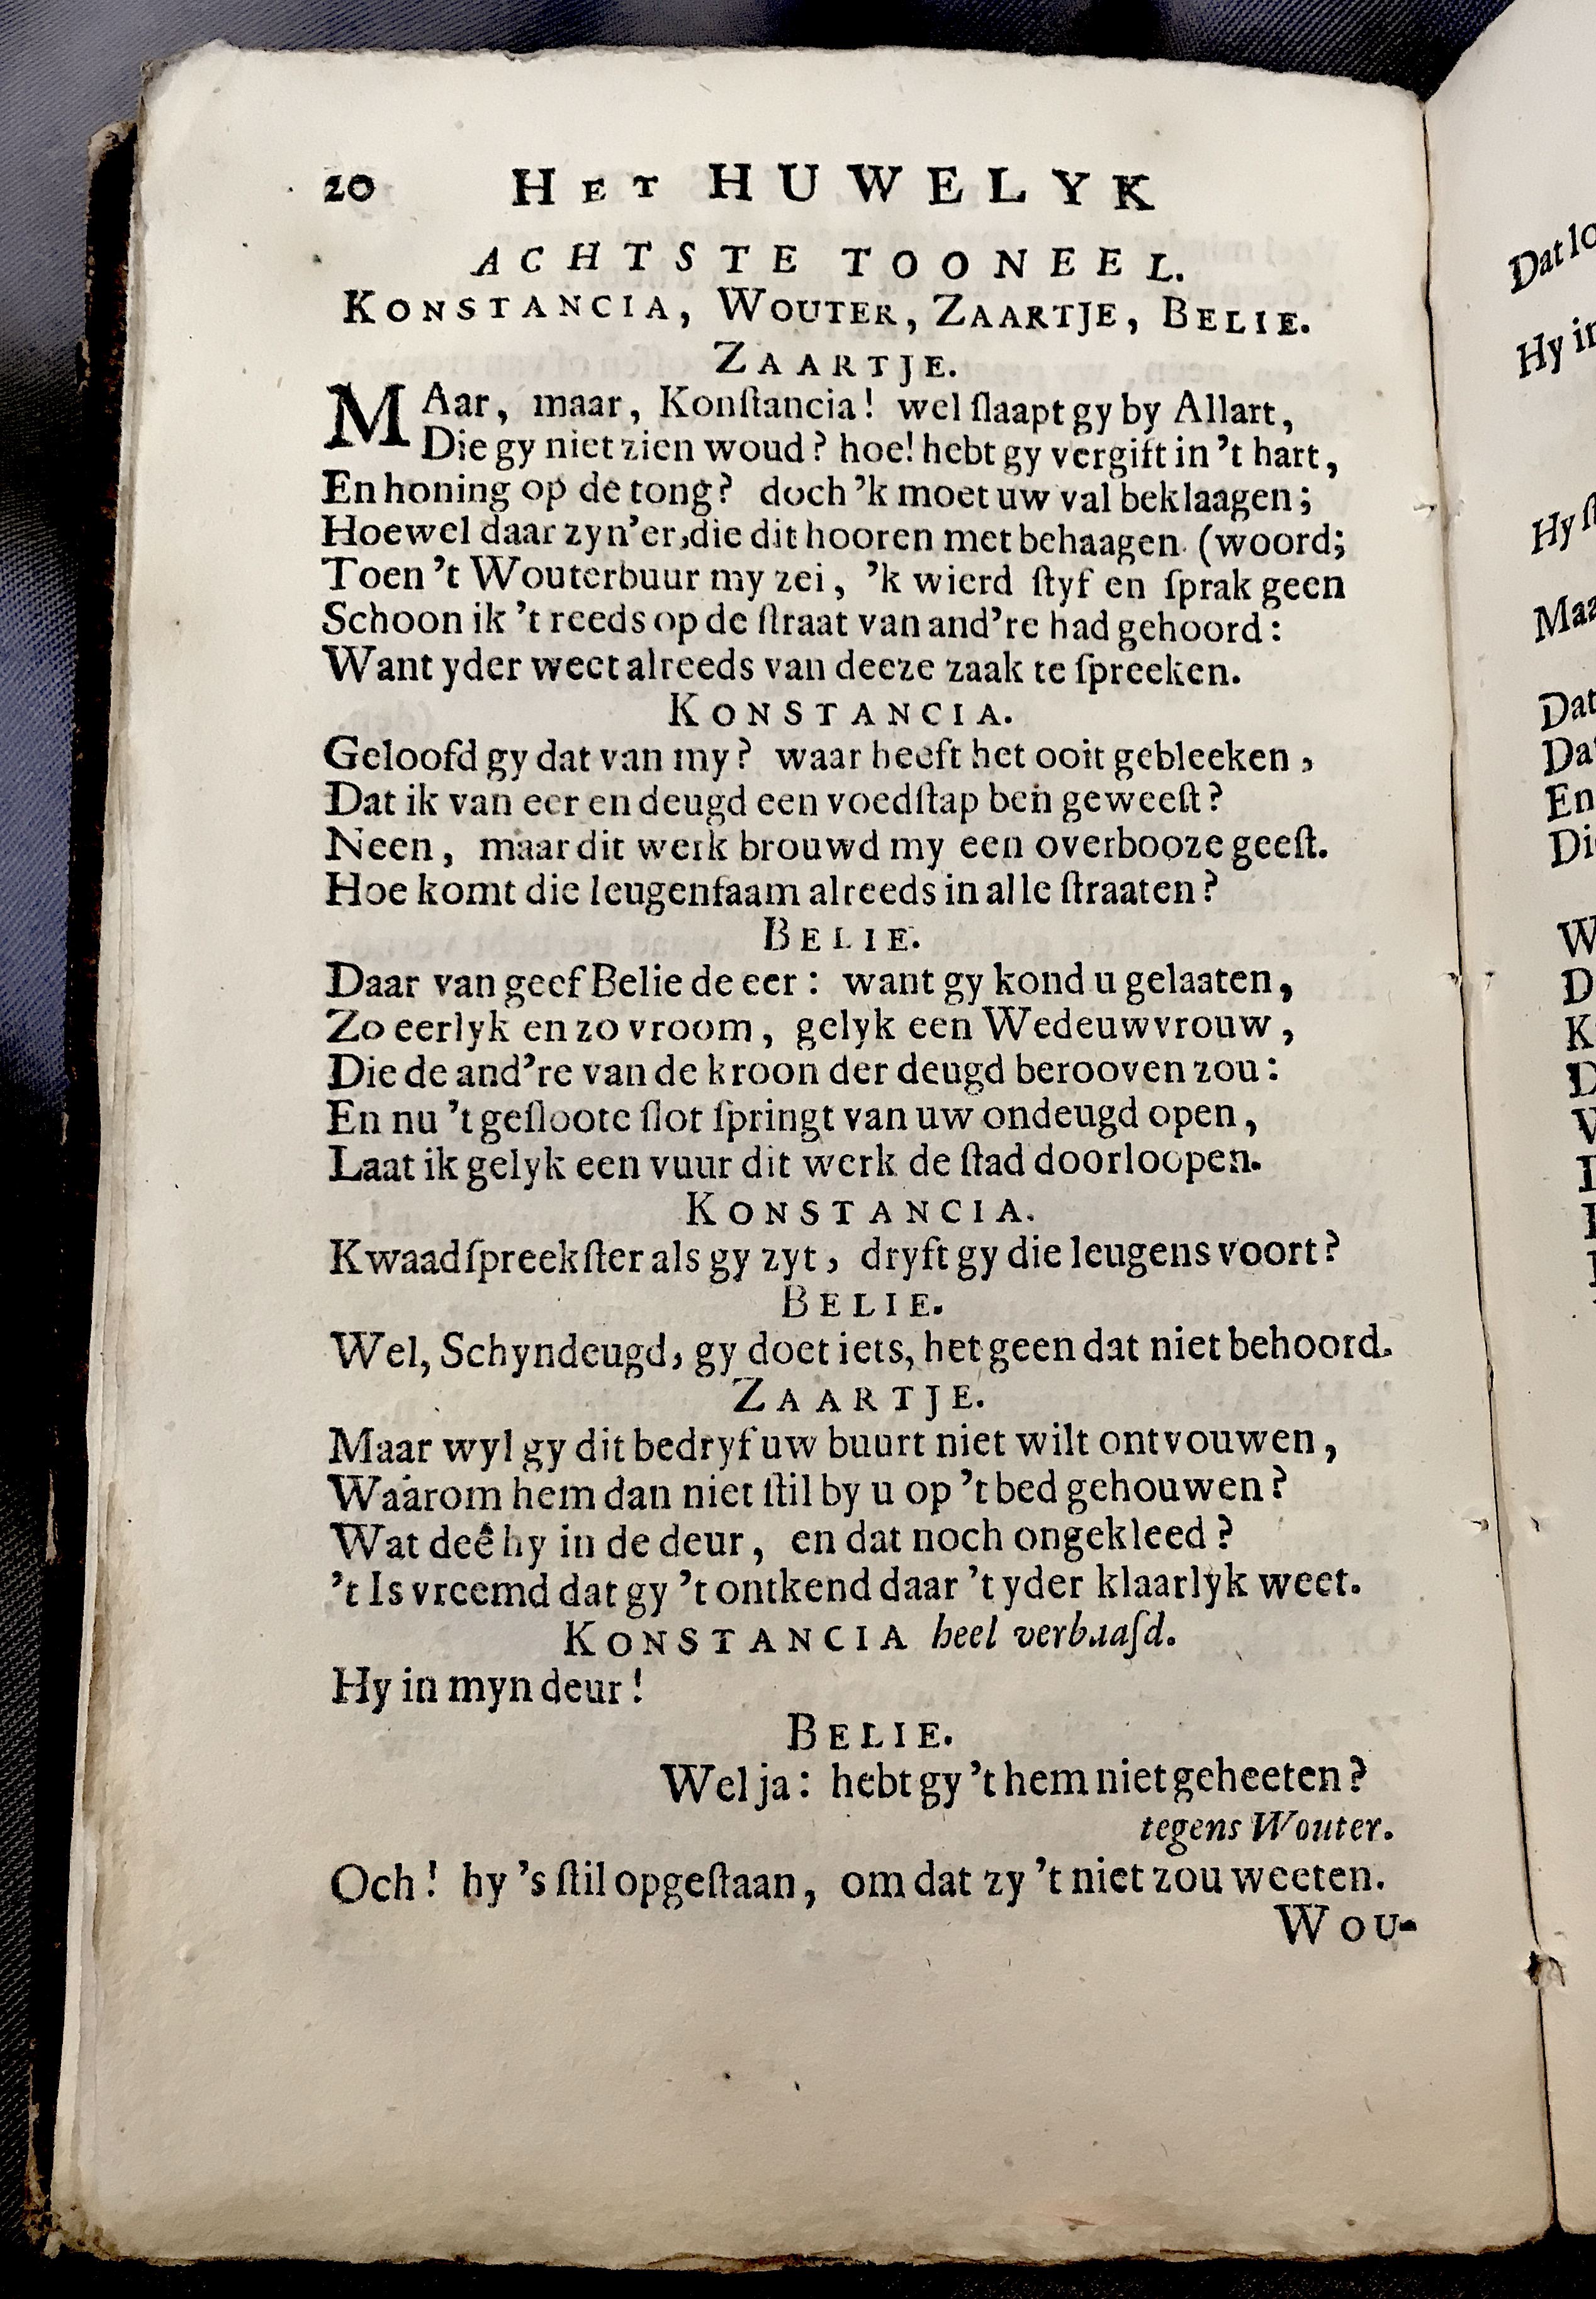 20 HET HUWELYK
ACHTSTE TOONEEL.
KONSTANCIA, WOUTER, ZAARTJE, BELIE.
ZAARTJE.
MAar, maar, Konſtancia! wel ſlaapt gy by Allart,
Die gy niet zien woud? hoe! hebt gy vergift in 't hart,
En honing op de tong? doch 'k moet uw val beklaagen;
Hoewel daar zyn'er, die dit hooren met behaagen. (woord;
Toen 't Wouterbuur my zei, 'k wierd ſtyf en ſprak geen
Schoon ik 't reeds op de ſtraat van and're had gehoord:
Want yder weet alreeds van deeze zaak te ſpreeken.
KONSTANCIA.
Geloofd gy dat van my? waar heeft het ooit gebleeken,
Dat ik van eer en deugd een voedſtap ben geweeſt?
Neen, maar dit werk brouwd my een overbooze geeſt.
Hoe komt die leugenfaam alreeds in alle ſtraaten?
BELIE.
Daar van geef Belie de eer: want gy kond u gelaaten,
Zo eerlyk en zo vroom, gelyk een Wedeuwvrouw,
Die de and're van de kroon der deugd berooven zou:
En nu 't geſloote ſlot ſpringt van uw ondeugd open,
Laat ik gelyk een vuur dit werk de ſtad doorloopen.
KONSTANCIA.
Kwaadſpreekſter als gy zyt, dryft gy die leugens voort?
BELIE.
Wel, Schyndeugd, gy doet iets, het geen dat niet behoord.
ZAARTJE.
Maar wyl gy dit bedryf uw buurt niet wilt ontvouwen,
Waarom hem dan niet ſtil by u op 't bed gehouwen?
Wat deê hy in de deur, en dat noch ongekleed?
't Is vreemd dat gy 't ontkend daar 't yder klaarlyk weet.
KONSTANCIA heel verbaaſd.
Hy in myn deur!
BELIE.
Wel ja: hebt gy 't hem niet geheeten?
tegens Wouter.
Och! hy 's ſtil opgeſtaan, om dat zy 't niet zou weeten.
WOU-
Dat
Hy
Hy
Dat
En